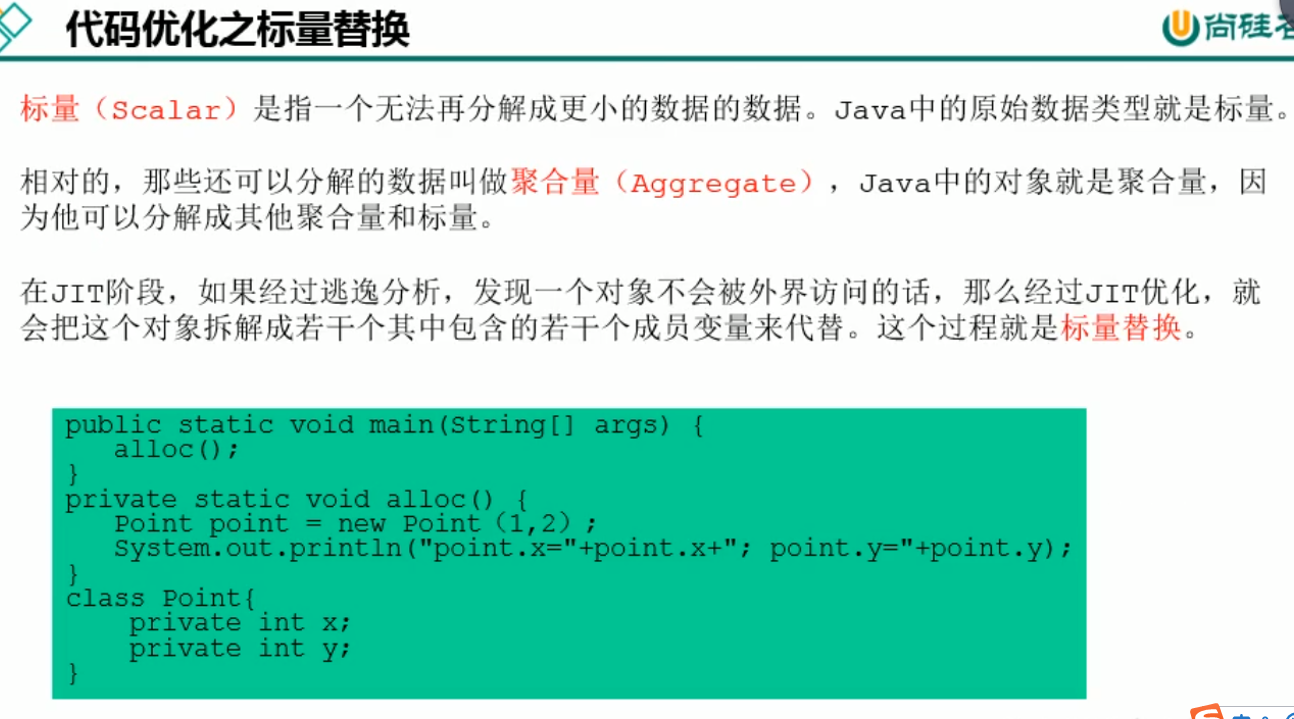 代码优化之标量替换
尚硅谷
标量（Scalar）是指一个无法再分解成更小的数据的数据。Java中的原始数据类型就是标量。
相对的，那些还可以分解的数据叫做聚合量（Aggregate），Java中的对象就是聚合量，因
为他可以分解成其他聚合量和标量。
在JIT阶段，如果经过逃逸分析，发现一个对象不会被外界访问的话，那么经过JIT优化，就
会把这个对象拆解成若干个其中包含的若干个成员变量来代替。这个过程就是标量替换。
public static void main(String[] args) {
alloc();
}
private static void alloc() {
Point point = new Point（1,2）;
System.out.println("point.x="+point.x+"; point.y="+point.y);
}
class Point{
private int x;
private int y;
}